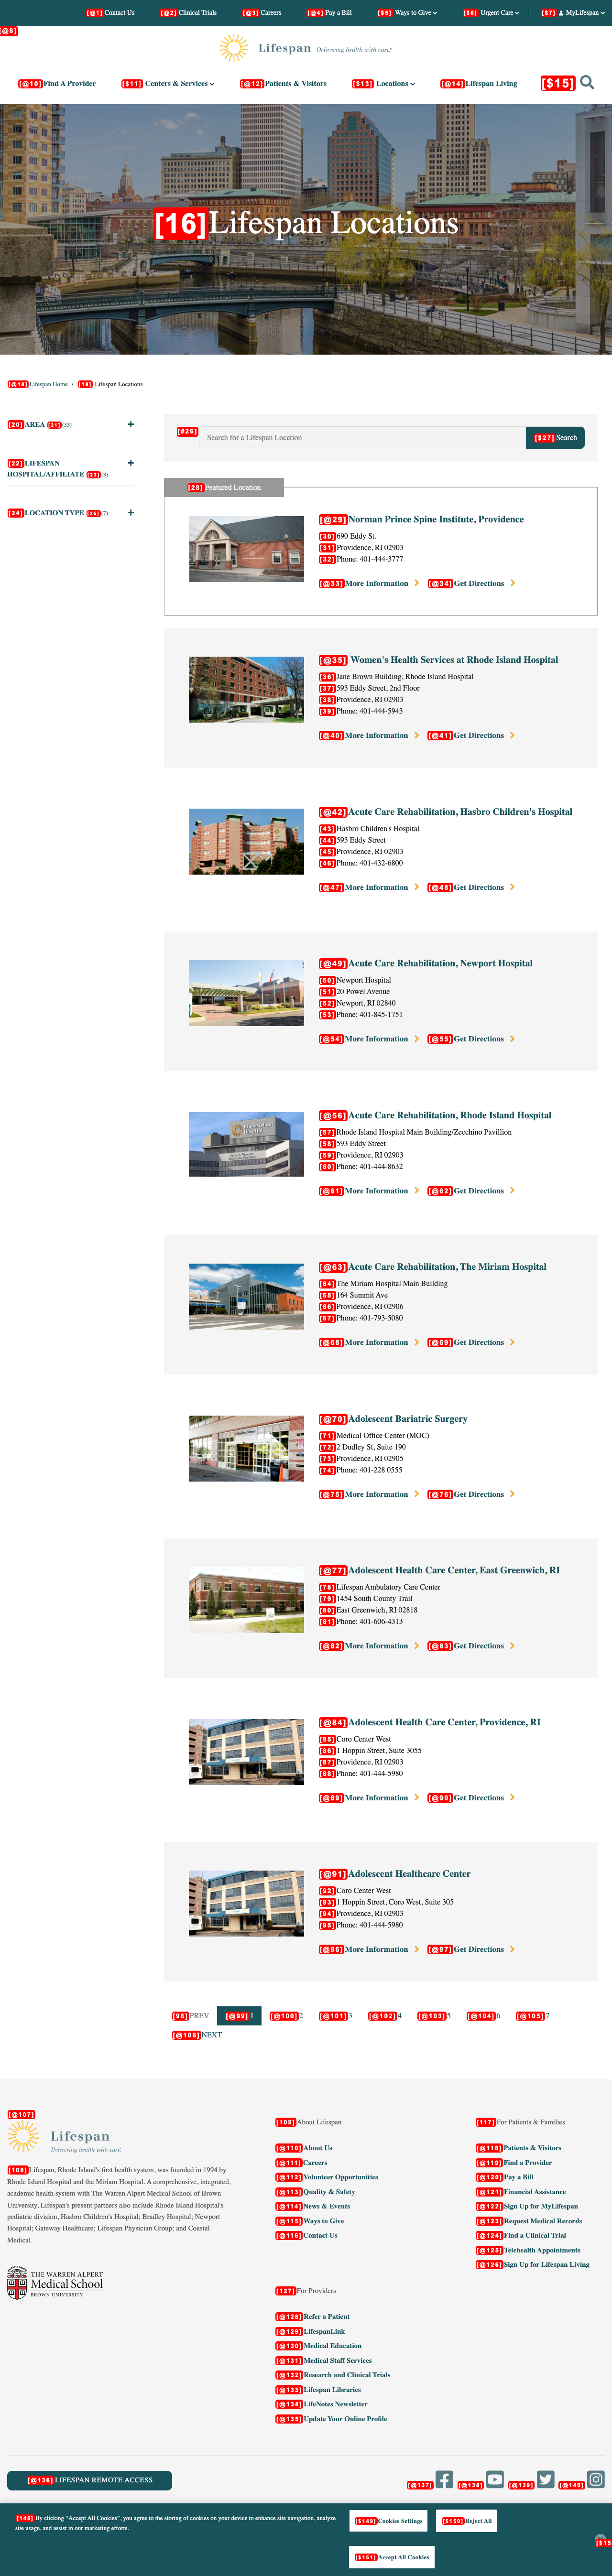 [@1] Contact Us [@2] Clinical Trials [@3] Careers [@4] Pay a Bill [$5] Ways to Give [$6] Urgent Care [$7] MyLifespan
[@8]
Lifespan Delivering health with care.®
[@10]Find A Provider [$11] Centers & Services [@12]Patients & Visitors [$13] Locations [@14]Lifespan Living [$15]
[16]Lifespan Locations
[@18]Lifespan Home / [19] Lifespan Locations
[20]AREA [21](33)
[22]LIFESPAN
HOSPITAL/AFFILIATE [23](8)
[24]LOCATION TYPE [25](7)
[#26] Search for a Lifespan Location [$27]Search
[28]Featured Location
[@29]Norman Prince Spine Institute, Providence
[30]690 Eddy St.
[31]Providence, RI 02903
[32]Phone: 401-444-3777
[@33]More Information [@34]Get Directions
[@35] Women's Health Services at Rhode Island Hospital
[36]Jane Brown Building, Rhode Island Hospital
[37]593 Eddy Street, 2nd Floor
[38]Providence, RI 02903
[39]Phone: 401-444-5943
[@40]More Information [@41]Get Directions
[@42]Acute Care Rehabilitation, Hasbro Children's Hospital
[43]Hasbro Children's Hospital
[44]593 Eddy Street
[45]Providence, RI 02903
[46]Phone: 401-432-6800
[@47]More Information [@48]Get Directions
[@49]Acute Care Rehabilitation, Newport Hospital
[50]Newport Hospital
[51]20 Powel Avenue
[52]Newport, RI 02840
[53]Phone: 401-845-1751
[@54]More Information [@55]Get Directions
[@56]Acute Care Rehabilitation, Rhode Island Hospital
[57]Rhode Island Hospital Main Building/Zecchino Pavillion
[58]593 Eddy Street
[59]Providence, RI 02903
[60]Phone: 401-444-8632
[@61]More Information [@62]Get Directions
[@63]Acute Care Rehabilitation, The Miriam Hospital
[64]The Miriam Hospital Main Building
[65]164 Summit Ave
[66]Providence, RI 02906
[67]Phone: 401-793-5080
[@68]More Information [@69]Get Directions
[@70]Adolescent Bariatric Surgery
[71]Medical Office Center (MOC)
[72]2 Dudley St, Suite 190
[73]Providence, RI 02905
[74]Phone: 401-228 0555
[@75]More Information [@76]Get Directions
[@77]Adolescent Health Care Center, East Greenwich, RI
[78]Lifespan Ambulatory Care Center
[79]1454 South County Trail
[80]East Greenwich, RI 02818
[81]Phone: 401-606-4313
[@82]More Information [@83]Get Directions
[@84]Adolescent Health Care Center, Providence, RI
[85]Coro Center West
[86]1 Hoppin Street, Suite 3055
[87]Providence, RI 02903
[88]Phone: 401-444-5980
[@89]More Information [@90]Get Directions
[@91]Adolescent Healthcare Center
[92]Coro Center West
[93]1 Hoppin Street, Coro West, Suite 305
[94]Providence, RI 02903
[95]Phone: 401-444-5980
[@96]More Information [@97]Get Directions
[98]PREV [@99] 1 [@100]2 [@101]3 [@102]4 [@103]5 [@104]6 [@105]7
[@106]NEXT
[@107]
Lifespan
Delivering health with care.®
[108]Lifespan, Rhode Island's first health system, was founded in 1994 by
Rhode Island Hospital and the Miriam Hospital. A comprehensive, integrated,
academic health system with The Warren Alpert Medical School of Brown
University, Lifespan's present partners also include Rhode Island Hospital's
pediatric division, Hasbro Children's Hospital; Bradley Hospital; Newport
Hospital; Gateway Healthcare; Lifespan Physician Group; and Coastal
Medical.
THE WARREN ALPERT
Medical School
BROWN UNIVERSITY
[109]About Lifespan
[@110]About Us
[@111]Careers
[@112]Volunteer Opportunities
[@113]Quality & Safety
[@114]News & Events
[@115]Ways to Give
[@116]Contact Us
[117]For Patients & Families
[@118]Patients & Visitors
[@119]Find a Provider
[@120]Pay a Bill
[@121]Financial Assistance
[@122]Sign Up for MyLifespan
[@123]Request Medical Records
[@124]Find a Clinical Trial
[@125]Telehealth Appointments
[@126]Sign Up for Lifespan Living
[127]For Providers
[@128]Refer a Patient
[@129]LifespanLink
[@130]Medical Education
[@131]Medical Staff Services
[@132]Research and Clinical Trials
[@133]Lifespan Libraries
[@134]LifeNotes Newsletter
[@135]Update Your Online Profile
[@136]LIFESPAN REMOTE ACCESS [@137] [@138] [@139] [@140]
[148] By clicking “Accept All Cookies”, you agree to the storing of cookies on your device to enhance site navigation, analyze
site usage, and assist in our marketing efforts.
[$149]Cookies Settings [$150]Reject All
[$151]Accept All Cookies